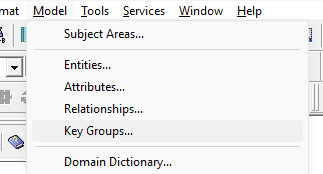 mat Model Tools Services Window Help
Subject Areas...
Entities...
Attributes...
Relationships...
Key Groups...
Domain Dictionary...